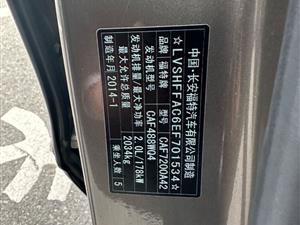 中国 长安福特汽车有限公司制造
☆LVSHFFAC6EF701534☆
品牌 福特牌 CAF7200A42
发动机型号 CAF488WQ4
发动机排量/最大净功率 2.0L/178kW
最大允许总质量 2034kg
制造年月 2014-1 乘坐人数 5